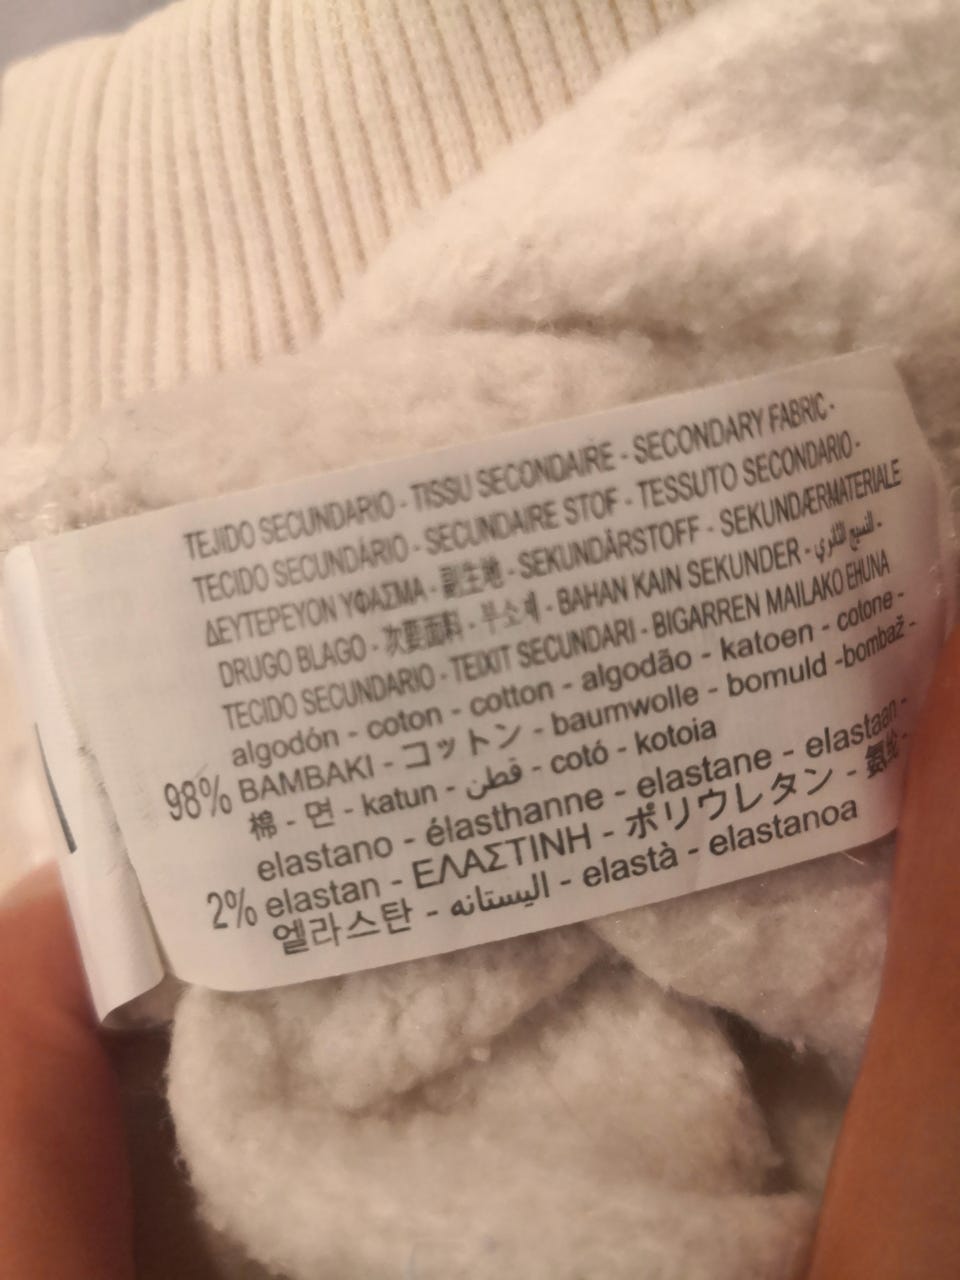 TEJIDO SECUNDARIO - TISSU SECONDAIRE - SECONDARY FABRIC -
TECIDO SECUNDÁRIO - SECUNDAIRE STOF - TESSUTO SECONDARIO -
ΔΕΥΤΕΡΕΥΟΝ ΥΦΑΣΜΑ - 副生地 - SEKUNDÄRSTOFF - SEKUNDÆRMATERIALE
DRUGO BLAGO - 次要面料 - 부소재 - BAHAN KAIN SEKUNDER - النسيج الثانوي -
TECIDO SECUNDARIO - TEIXIT SECUNDARI - BIGARREN MAILAKO EHUNA
algodón - coton - cotton - algodão - katoen - cotone -
98% BAMBAKI - コットン - baumwolle - bomuld -bombaž -
棉 - 면 - katun - قطن - cotó - kotoia
elastano - élasthanne - elastane - elastaan -
2% elastan - ΕΛΑΣΤΙΝΗ - ポリウレタン - 氨纶 -
엘라스탄 - اليستانه - elastà - elastanoa